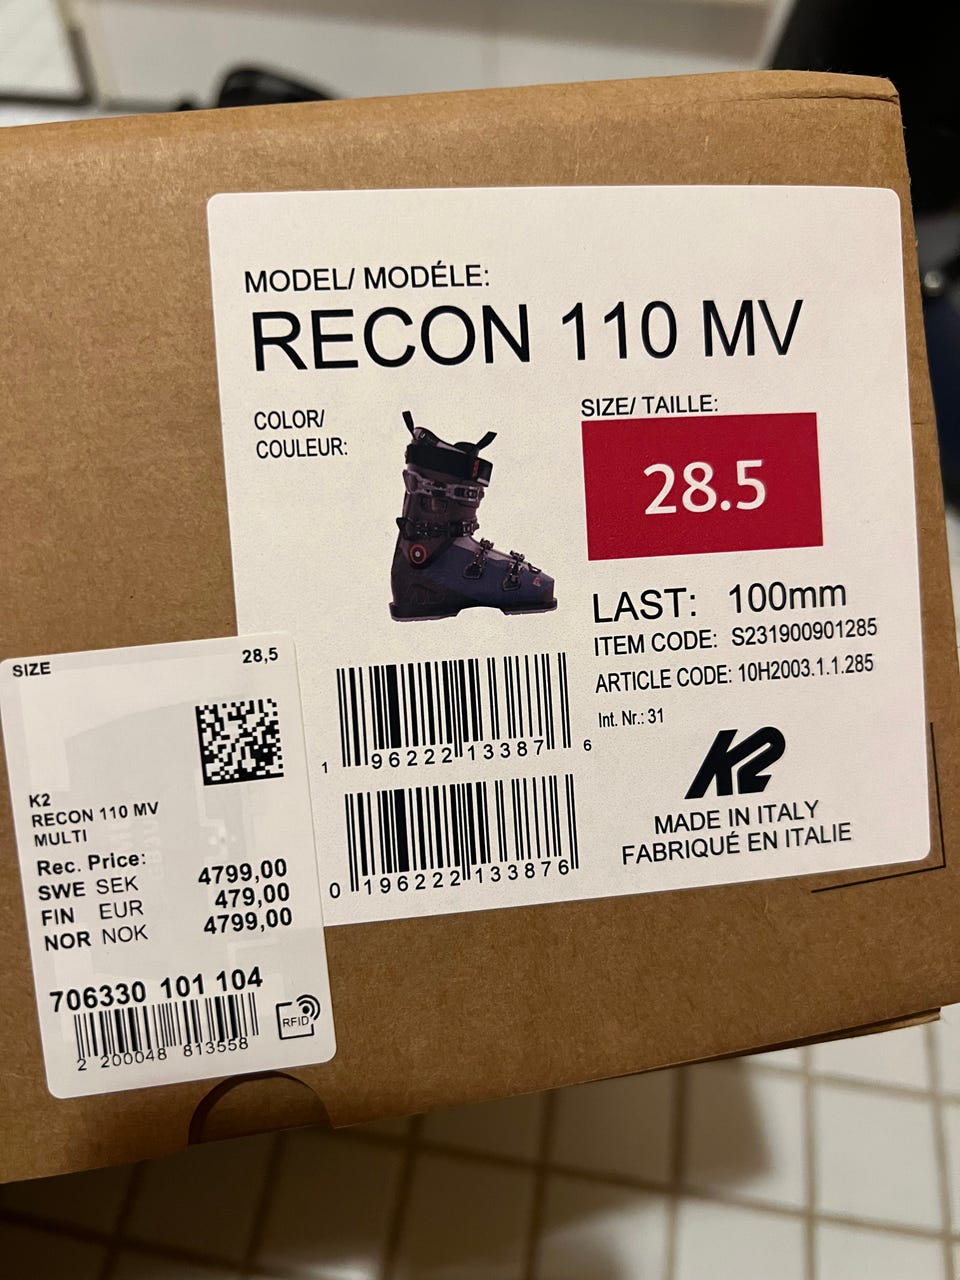 MODEL/ MODÉLE:
RECON 110 MV
COLOR/
COULEUR:
SIZE/ TAILLE:
28.5
LAST: 100mm
ITEM CODE: S231900901285
ARTICLE CODE: 10H2003.1.1.285
Int. Nr.: 31
1 96222 13387 6
0 196222 133876
K2
MADE IN ITALY
FABRIQUÉ EN ITALIE
SIZE 28,5
K2
RECON 110 MV
MULTI
Rec. Price:
SWE SEK 4799,00
FIN EUR 479,00
NOR NOK 4799,00
706330 101 104
RFID
2 200048 813558